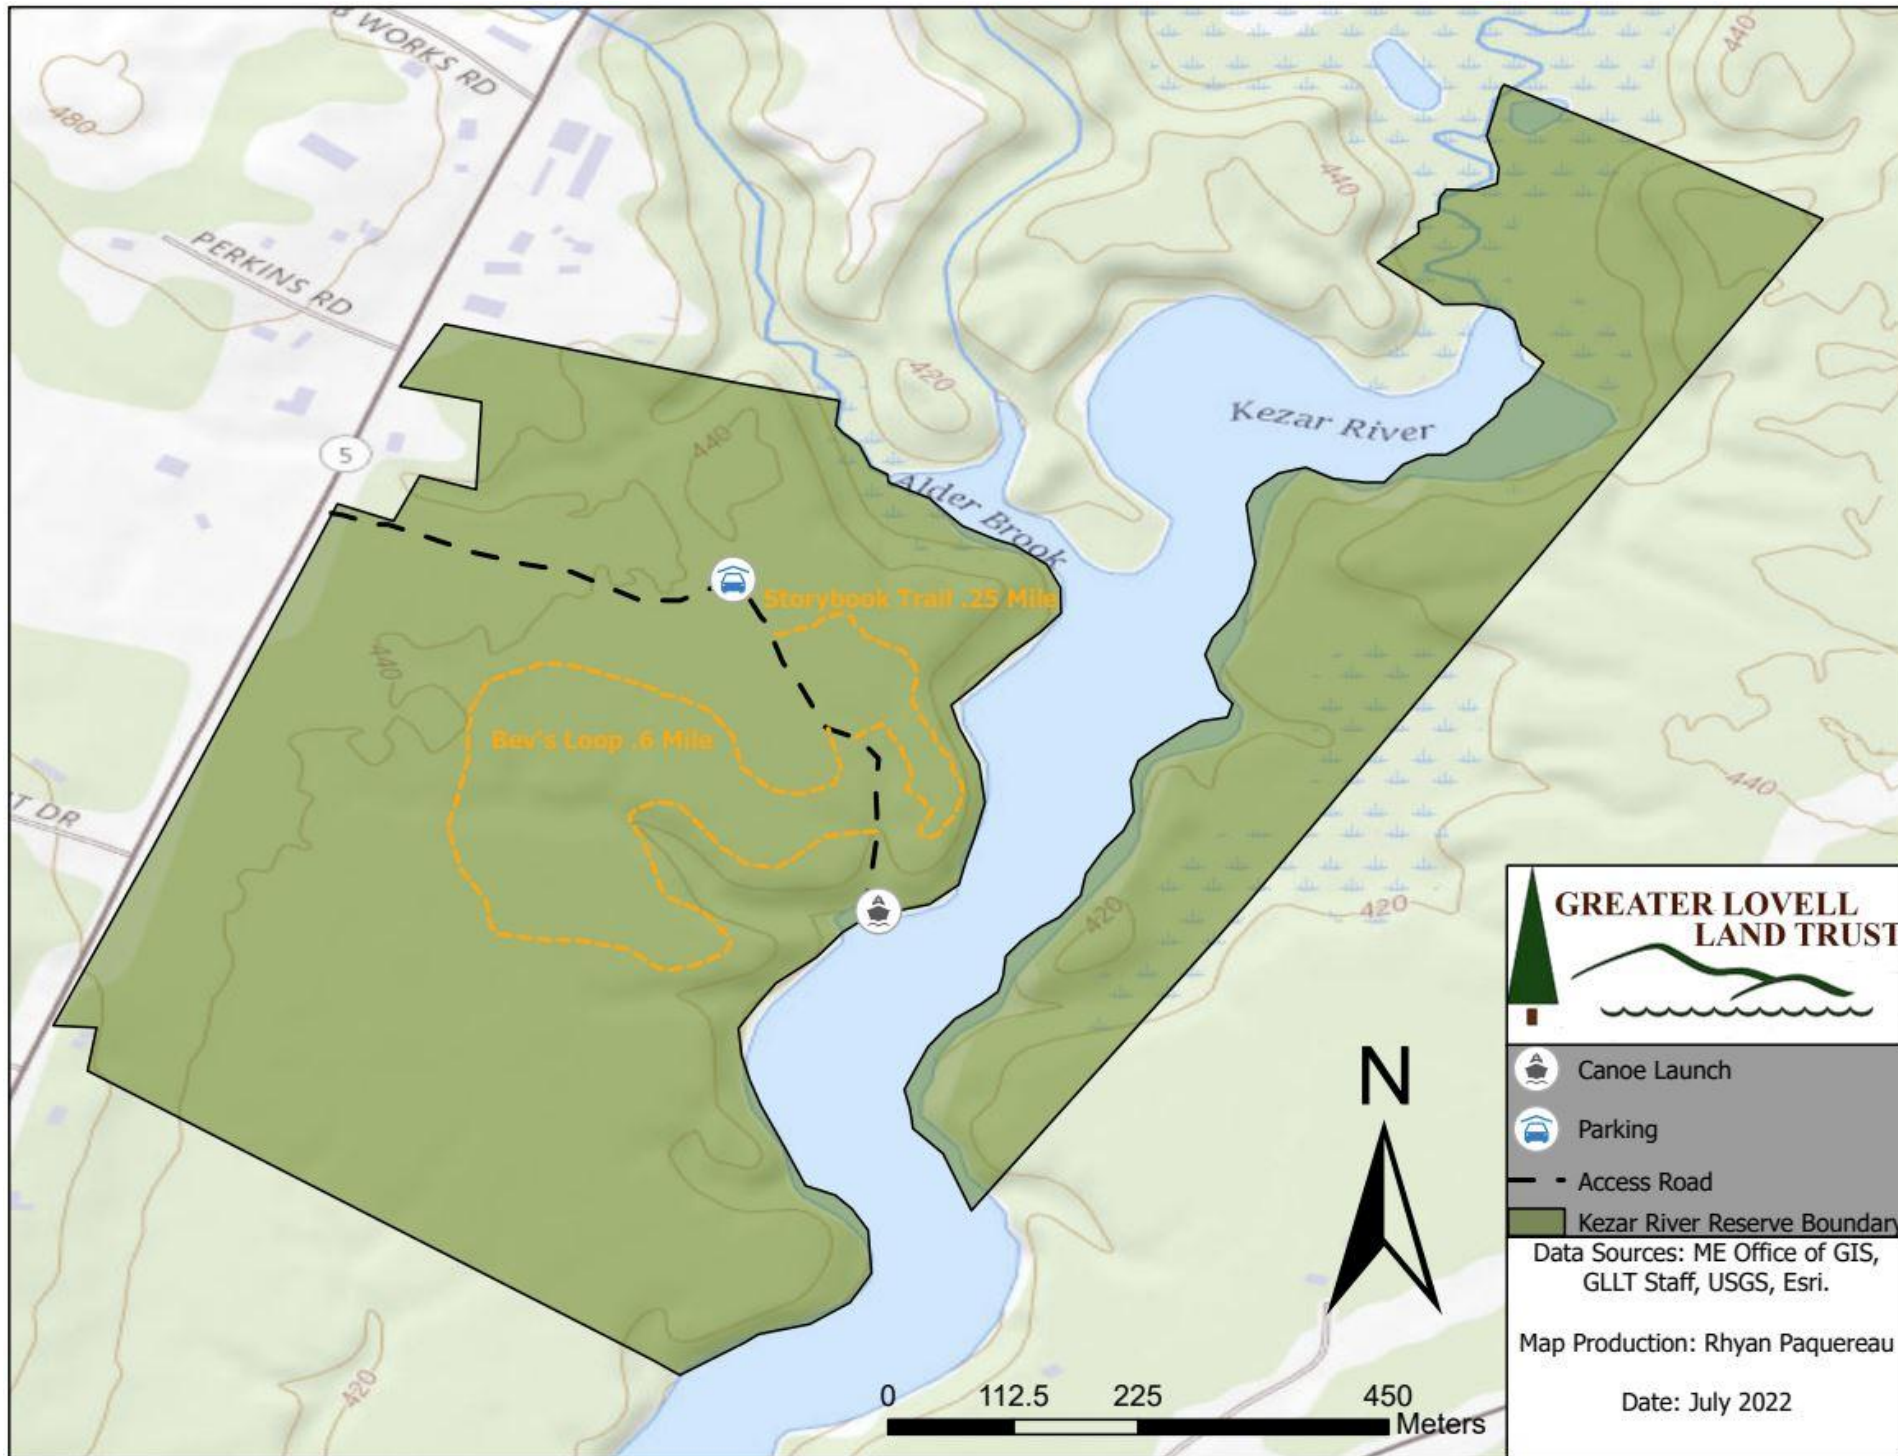 B WORKS RD
440
480
440
PERKINS RD
420
Kezar River
440
5
Alder Brook
Storybook Trail .25 Mile
440
Bev's Loop .6 Mile
440
T DR
420
420
GREATER LOVELL
LAND TRUST
N
Canoe Launch
Parking
Access Road
Kezar River Reserve Boundary
Data Sources: ME Office of GIS,
GLLT Staff, USGS, Esri.
Map Production: Rhyan Paquereau
Date: July 2022
420
0 112.5 225 450
Meters